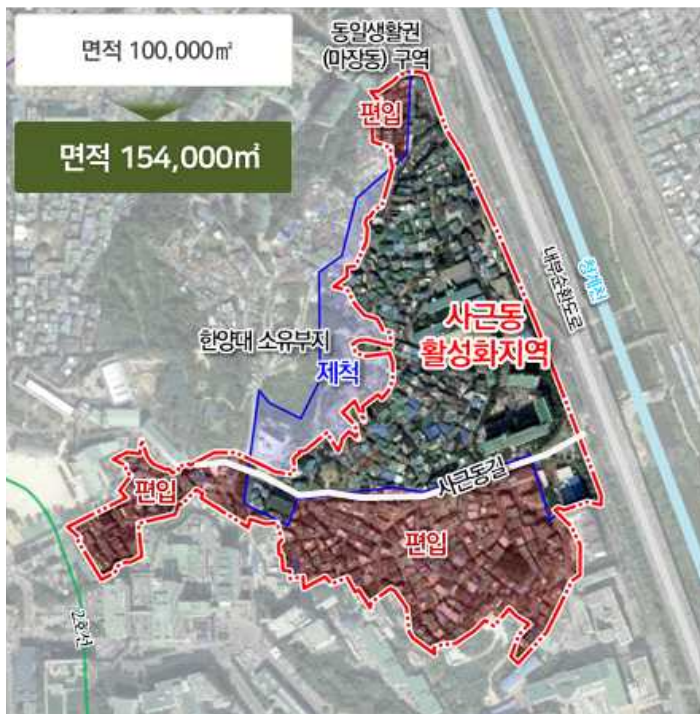 면적 100,000㎡
동일생활권
(마장동) 구역
편입
면적 154,000㎡
청계천
내부순환도로
사근동
활성화지역
한양대 소유부지
제척
사근동길
편입
편입
2호선